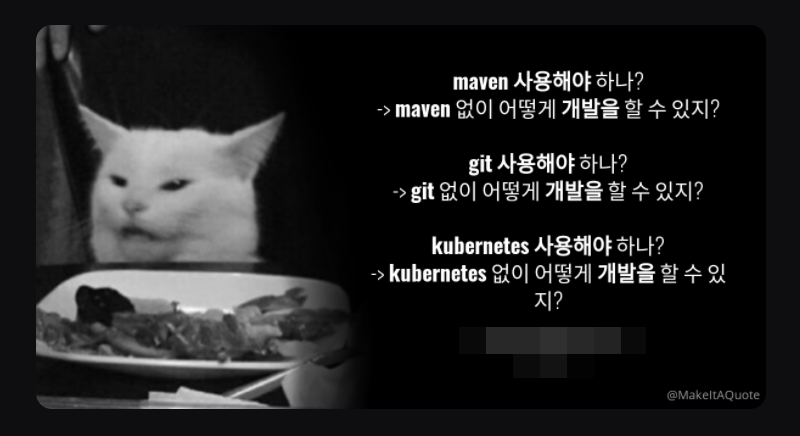 maven 사용해야 하나?
-> maven 없이 어떻게 개발을 할 수 있지?
git 사용해야 하나?
-> git 없이 어떻게 개발을 할 수 있지?
kubernetes 사용해야 하나?
-> kubernetes 없이 어떻게 개발을 할 수 있
지?
@MakeItAQuote